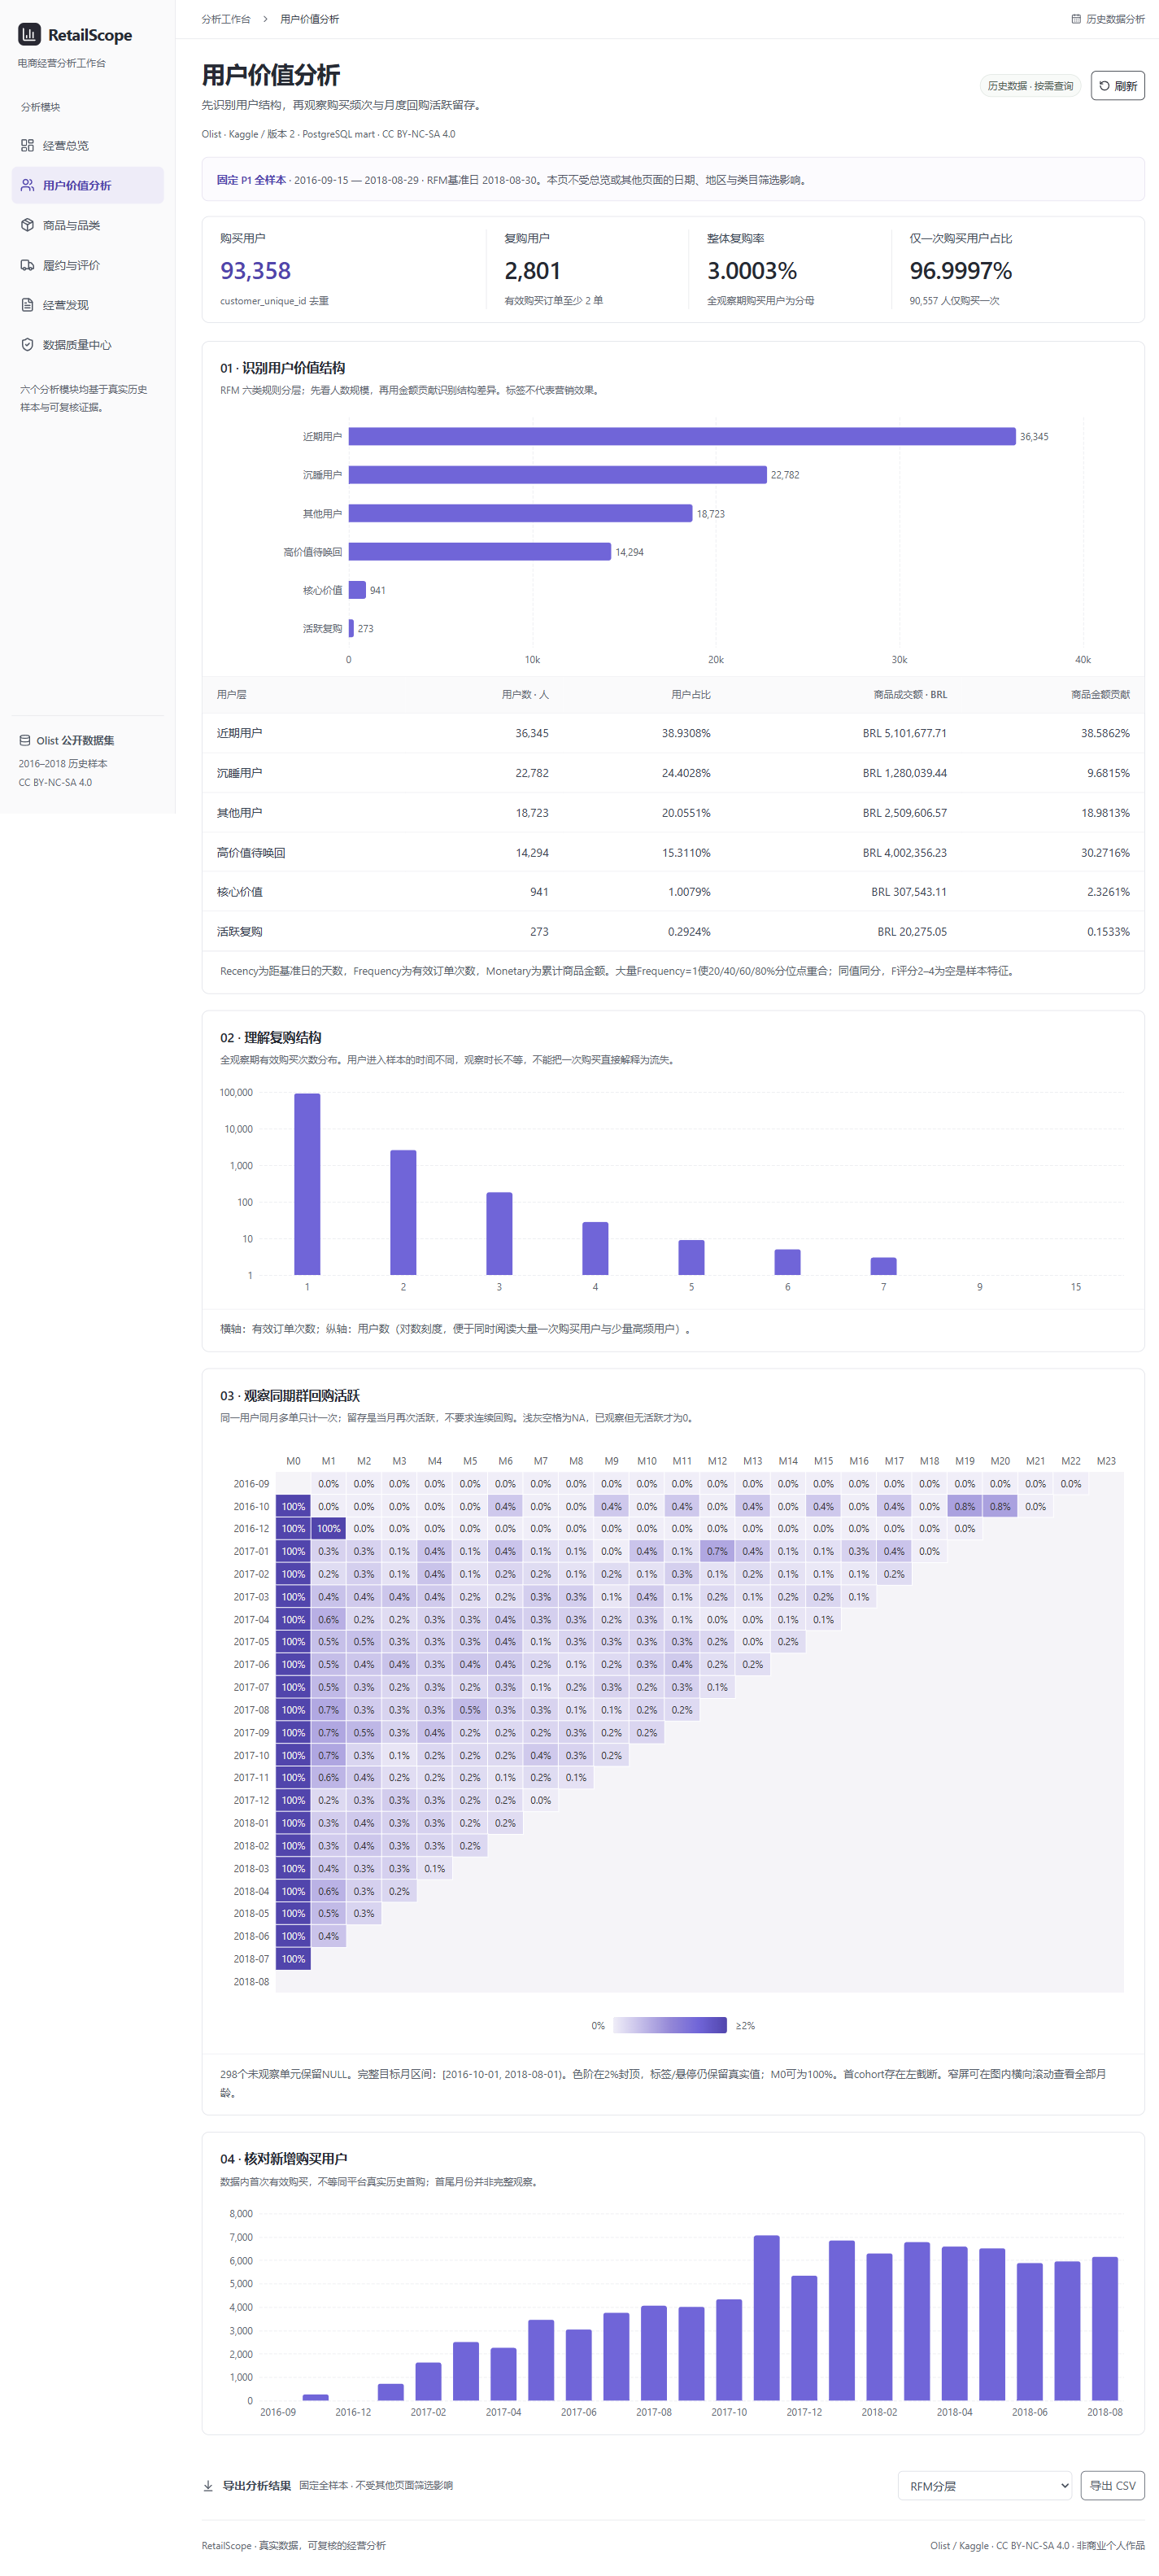 RetailScope
电商经营分析工作台
分析模块
经营总览
用户价值分析
商品与品类
履约与评价
经营发现
数据质量中心
六个分析模块均基于真实历史
样本与可复核证据。
Olist 公开数据集
2016–2018 历史样本
CC BY-NC-SA 4.0
分析工作台 > 用户价值分析
历史数据分析
用户价值分析
先识别用户结构，再观察购买频次与月度回购活跃留存。
历史数据 · 按需查询
刷新
Olist · Kaggle / 版本 2 · PostgreSQL mart · CC BY-NC-SA 4.0
固定 P1 全样本 · 2016-09-15 — 2018-08-29 · RFM基准日 2018-08-30。本页不受总览或其他页面的日期、地区与类目筛选影响。
购买用户 复购用户 整体复购率 仅一次购买用户占比
93,358 2,801 3.0003% 96.9997%
customer_unique_id 去重 有效购买订单至少 2 单 全观察期购买用户为分母 90,557 人仅购买一次
01 · 识别用户价值结构
RFM 六类规则分层；先看人数规模，再用金额贡献识别结构差异。标签不代表营销效果。
近期用户 36,345
沉睡用户 22,782
其他用户 18,723
高价值待唤回 14,294
核心价值 941
活跃复购 273
0 10k 20k 30k 40k
用户层 用户数 · 人 用户占比 商品成交额 · BRL 商品金额贡献
近期用户 36,345 38.9308% BRL 5,101,677.71 38.5862%
沉睡用户 22,782 24.4028% BRL 1,280,039.44 9.6815%
其他用户 18,723 20.0551% BRL 2,509,606.57 18.9813%
高价值待唤回 14,294 15.3110% BRL 4,002,356.23 30.2716%
核心价值 941 1.0079% BRL 307,543.11 2.3261%
活跃复购 273 0.2924% BRL 20,275.05 0.1533%
Recency为距基准日的天数，Frequency为有效订单次数，Monetary为累计商品金额。大量Frequency=1使20/40/60/80%分位点重合；同值同分，F评分2–4为空是样本特征。
02 · 理解复购结构
全观察期有效购买次数分布。用户进入样本的时间不同，观察时长不等，不能把一次购买直接解释为流失。
100,000
10,000
1,000
100
10
1
1 2 3 4 5 6 7 9 15
横轴：有效订单次数；纵轴：用户数（对数刻度，便于同时阅读大量一次购买用户与少量高频用户）。
03 · 观察同期群回购活跃
同一用户同月多单只计一次；留存是当月再次活跃，不要求连续回购。浅灰空格为NA，已观察但无活跃才为0。
M0 M1 M2 M3 M4 M5 M6 M7 M8 M9 M10 M11 M12 M13 M14 M15 M16 M17 M18 M19 M20 M21 M22 M23
2016-09 0.0% 0.0% 0.0% 0.0% 0.0% 0.0% 0.0% 0.0% 0.0% 0.0% 0.0% 0.0% 0.0% 0.0% 0.0% 0.0% 0.0% 0.0% 0.0% 0.0% 0.0% 0.0%
2016-10 100% 0.0% 0.0% 0.0% 0.0% 0.0% 0.4% 0.0% 0.0% 0.4% 0.0% 0.4% 0.0% 0.4% 0.0% 0.4% 0.0% 0.4% 0.0% 0.8% 0.8% 0.0%
2016-12 100% 100% 0.0% 0.0% 0.0% 0.0% 0.0% 0.0% 0.0% 0.0% 0.0% 0.0% 0.0% 0.0% 0.0% 0.0% 0.0% 0.0% 0.0% 0.0%
2017-01 100% 0.3% 0.3% 0.1% 0.4% 0.1% 0.4% 0.1% 0.1% 0.0% 0.4% 0.1% 0.7% 0.4% 0.1% 0.1% 0.3% 0.4% 0.0%
2017-02 100% 0.2% 0.3% 0.1% 0.4% 0.1% 0.2% 0.2% 0.1% 0.2% 0.1% 0.3% 0.1% 0.2% 0.1% 0.1% 0.1% 0.2%
2017-03 100% 0.4% 0.4% 0.4% 0.4% 0.2% 0.2% 0.3% 0.3% 0.1% 0.4% 0.1% 0.2% 0.1% 0.2% 0.2% 0.1%
2017-04 100% 0.6% 0.2% 0.2% 0.3% 0.3% 0.4% 0.3% 0.3% 0.2% 0.3% 0.1% 0.0% 0.0% 0.1% 0.1%
2017-05 100% 0.5% 0.5% 0.3% 0.3% 0.3% 0.4% 0.1% 0.3% 0.3% 0.3% 0.3% 0.2% 0.0% 0.2%
2017-06 100% 0.5% 0.4% 0.4% 0.3% 0.4% 0.4% 0.2% 0.1% 0.2% 0.3% 0.4% 0.2% 0.2%
2017-07 100% 0.5% 0.3% 0.2% 0.3% 0.2% 0.3% 0.1% 0.2% 0.3% 0.2% 0.3% 0.1%
2017-08 100% 0.7% 0.3% 0.3% 0.3% 0.5% 0.3% 0.3% 0.1% 0.1% 0.2% 0.2%
2017-09 100% 0.7% 0.5% 0.3% 0.4% 0.2% 0.2% 0.2% 0.3% 0.2% 0.2%
2017-10 100% 0.7% 0.3% 0.1% 0.2% 0.2% 0.2% 0.4% 0.3% 0.2%
2017-11 100% 0.6% 0.4% 0.2% 0.2% 0.2% 0.1% 0.2% 0.1%
2017-12 100% 0.2% 0.3% 0.3% 0.3% 0.2% 0.2% 0.0%
2018-01 100% 0.3% 0.4% 0.3% 0.3% 0.2% 0.2%
2018-02 100% 0.3% 0.4% 0.3% 0.3% 0.2%
2018-03 100% 0.4% 0.3% 0.3% 0.1%
2018-04 100% 0.6% 0.3% 0.2%
2018-05 100% 0.5% 0.3%
2018-06 100% 0.4%
2018-07 100%
2018-08
0% ≥2%
298个未观察单元保留NULL。完整目标月区间：[2016-10-01, 2018-08-01)。色阶在2%封顶，标签/悬停仍保留真实值；M0可为100%。首cohort存在左截断。窄屏可在图内横向滚动查看全部月
龄。
04 · 核对新增购买用户
数据内首次有效购买，不等同平台真实历史首购；首尾月份并非完整观察。
8,000
7,000
6,000
5,000
4,000
3,000
2,000
1,000
0
2016-09 2016-12 2017-02 2017-04 2017-06 2017-08 2017-10 2017-12 2018-02 2018-04 2018-06 2018-08
导出分析结果 固定全样本 · 不受其他页面筛选影响
RFM分层
导出 CSV
RetailScope · 真实数据，可复核的经营分析
Olist / Kaggle · CC BY-NC-SA 4.0 · 非商业个人作品